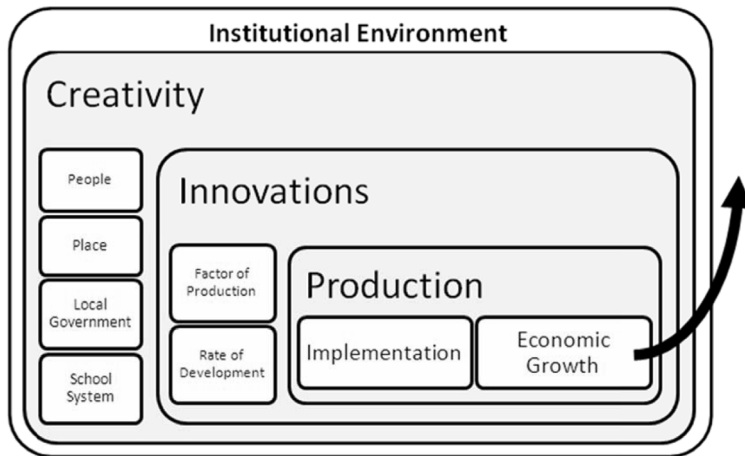 Institutional Environment
Creativity
People
Place
Local
Government
School
System
Innovations
Factor of
Production
Rate of
Development
Production
Implementation
Economic
Growth